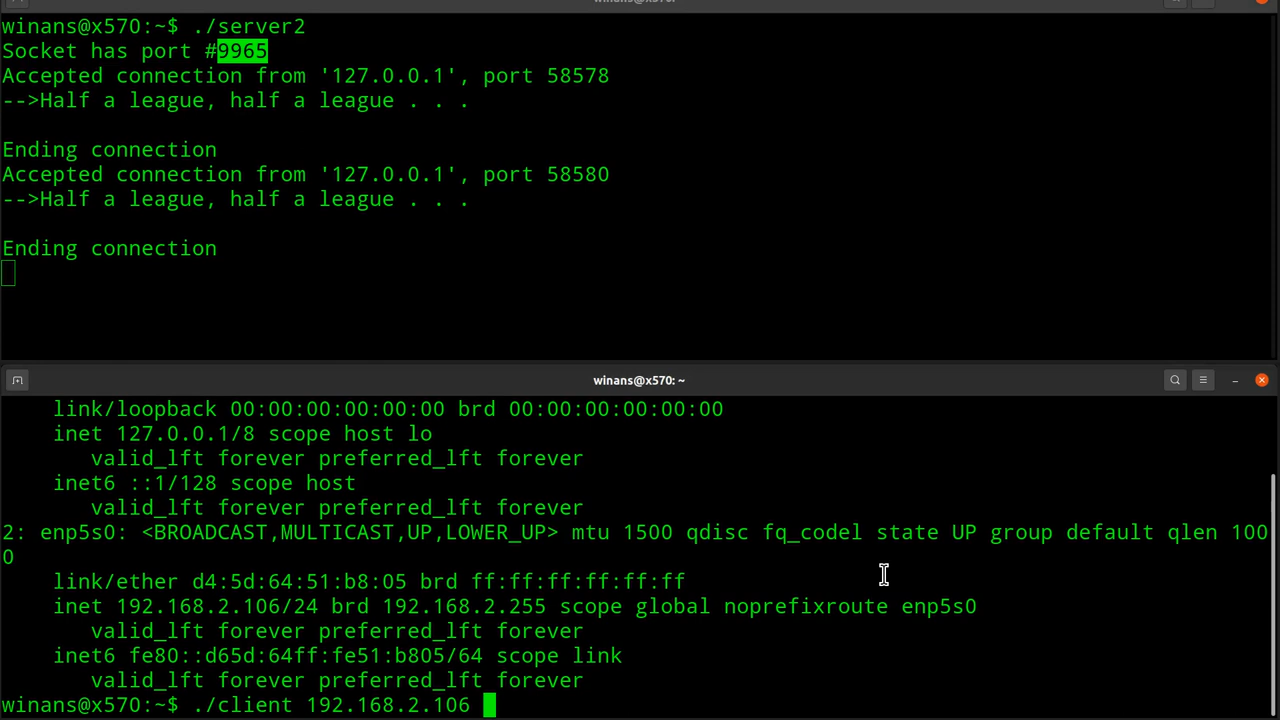 winans@x570:~$ ./server2
Socket has port #9965
Accepted connection from '127.0.0.1', port 58578
-->Half a league, half a league . . .
Ending connection
Accepted connection from '127.0.0.1', port 58580
-->Half a league, half a league . . .
Ending connection
winans@x570: ~
link/loopback 00:00:00:00:00:00 brd 00:00:00:00:00:00
inet 127.0.0.1/8 scope host lo
valid_lft forever preferred_lft forever
inet6 ::1/128 scope host
valid_lft forever preferred_lft forever
2: enp5s0: <BROADCAST,MULTICAST,UP,LOWER_UP> mtu 1500 qdisc fq_codel state UP group default qlen 100
0
link/ether d4:5d:64:51:b8:05 brd ff:ff:ff:ff:ff:ff
inet 192.168.2.106/24 brd 192.168.2.255 scope global noprefixroute enp5s0
valid_lft forever preferred_lft forever
inet6 fe80::d65d:64ff:fe51:b805/64 scope link
valid_lft forever preferred_lft forever
winans@x570:~$ ./client 192.168.2.106